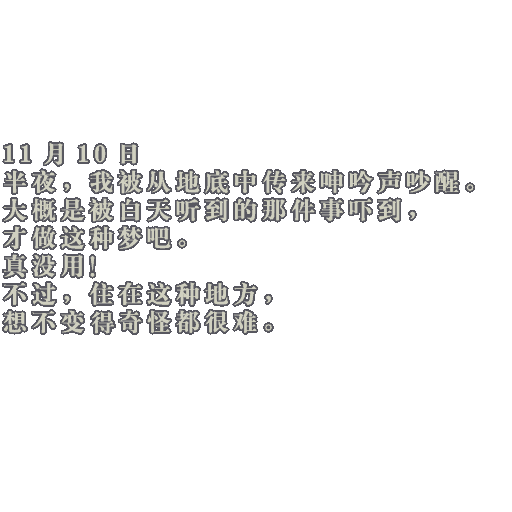 11 月 10 日
半夜，我被从地底中传来呻吟声吵醒。
大概是被白天听到的那件事吓到，
才做这种梦吧。
真没用！
不过，住在这种地方，
想不变得奇怪都很难。